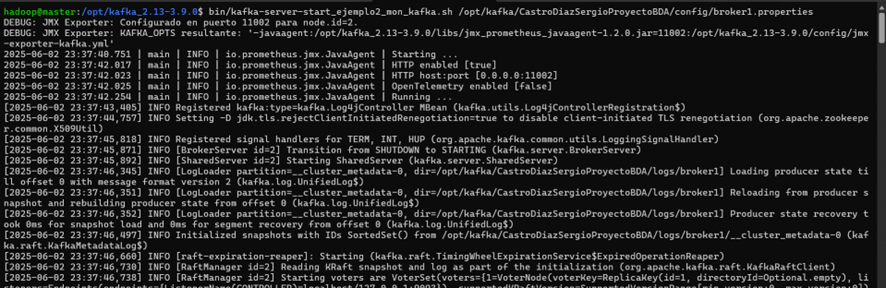 hadoop@master:/opt/kafka_2.13-3.9.0$ bin/kafka-server-start_ejemplo2_mon_kafka.sh /opt/kafka/CastroDiazSergioProyectoBDA/config/broker1.properties
DEBUG: JMX Exporter: Configurado en puerto 11002 para node.id=2.
DEBUG: JMX Exporter: KAFKA_OPTS resultante: '-javaagent:/opt/kafka_2.13-3.9.0/libs/jmx_prometheus_javaagent-1.2.0.jar=11002:/opt/kafka_2.13-3.9.0/config/jmx
-exporter-kafka.yml'
2025-06-02 23:37:40.751 | main | INFO | io.prometheus.jmx.JavaAgent | Starting ...
2025-06-02 23:37:42.017 | main | INFO | io.prometheus.jmx.JavaAgent | HTTP enabled [true]
2025-06-02 23:37:42.023 | main | INFO | io.prometheus.jmx.JavaAgent | HTTP host:port [0.0.0.0:11002]
2025-06-02 23:37:42.025 | main | INFO | io.prometheus.jmx.JavaAgent | OpenTelemetry enabled [false]
2025-06-02 23:37:42.254 | main | INFO | io.prometheus.jmx.JavaAgent | Running ...
[2025-06-02 23:37:43,405] INFO Registered kafka:type=kafka.Log4jController MBean (kafka.utils.Log4jControllerRegistration$)
[2025-06-02 23:37:44,757] INFO Setting -D jdk.tls.rejectClientInitiatedRenegotiation=true to disable client-initiated TLS renegotiation (org.apache.zookeepe
r.common.X509Util)
[2025-06-02 23:37:45,818] INFO Registered signal handlers for TERM, INT, HUP (org.apache.kafka.common.utils.LoggingSignalHandler)
[2025-06-02 23:37:45,871] INFO [BrokerServer id=2] Transition from SHUTDOWN to STARTING (kafka.server.BrokerServer)
[2025-06-02 23:37:45,892] INFO [SharedServer id=2] Starting SharedServer (kafka.server.SharedServer)
[2025-06-02 23:37:46,345] INFO [LogLoader partition=__cluster_metadata-0, dir=/opt/kafka/CastroDiazSergioProyectoBDA/logs/broker1] Loading producer state ti
ll offset 0 with message format version 2 (kafka.log.UnifiedLog$)
[2025-06-02 23:37:46,351] INFO [LogLoader partition=__cluster_metadata-0, dir=/opt/kafka/CastroDiazSergioProyectoBDA/logs/broker1] Reloading from producer s
napshot and rebuilding producer state from offset 0 (kafka.log.UnifiedLog$)
[2025-06-02 23:37:46,352] INFO [LogLoader partition=__cluster_metadata-0, dir=/opt/kafka/CastroDiazSergioProyectoBDA/logs/broker1] Producer state recovery t
ook 0ms for snapshot load and 0ms for segment recovery from offset 0 (kafka.log.UnifiedLog$)
[2025-06-02 23:37:46,497] INFO Initialized snapshots with IDs SortedSet() from /opt/kafka/CastroDiazSergioProyectoBDA/logs/broker1/__cluster_metadata-0 (kaf
ka.raft.KafkaMetadataLog$)
[2025-06-02 23:37:46,660] INFO [raft-expiration-reaper]: Starting (kafka.raft.TimingWheelExpirationService$ExpiredOperationReaper)
[2025-06-02 23:37:46,730] INFO [RaftManager id=2] Reading KRaft snapshot and log as part of the initialization (org.apache.kafka.raft.KafkaRaftClient)
[2025-06-02 23:37:46,738] INFO [RaftManager id=2] Starting voters are VoterSet(voters={1=VoterNode(voterKey=ReplicaKey(id=1, directoryId=Optional.empty), li